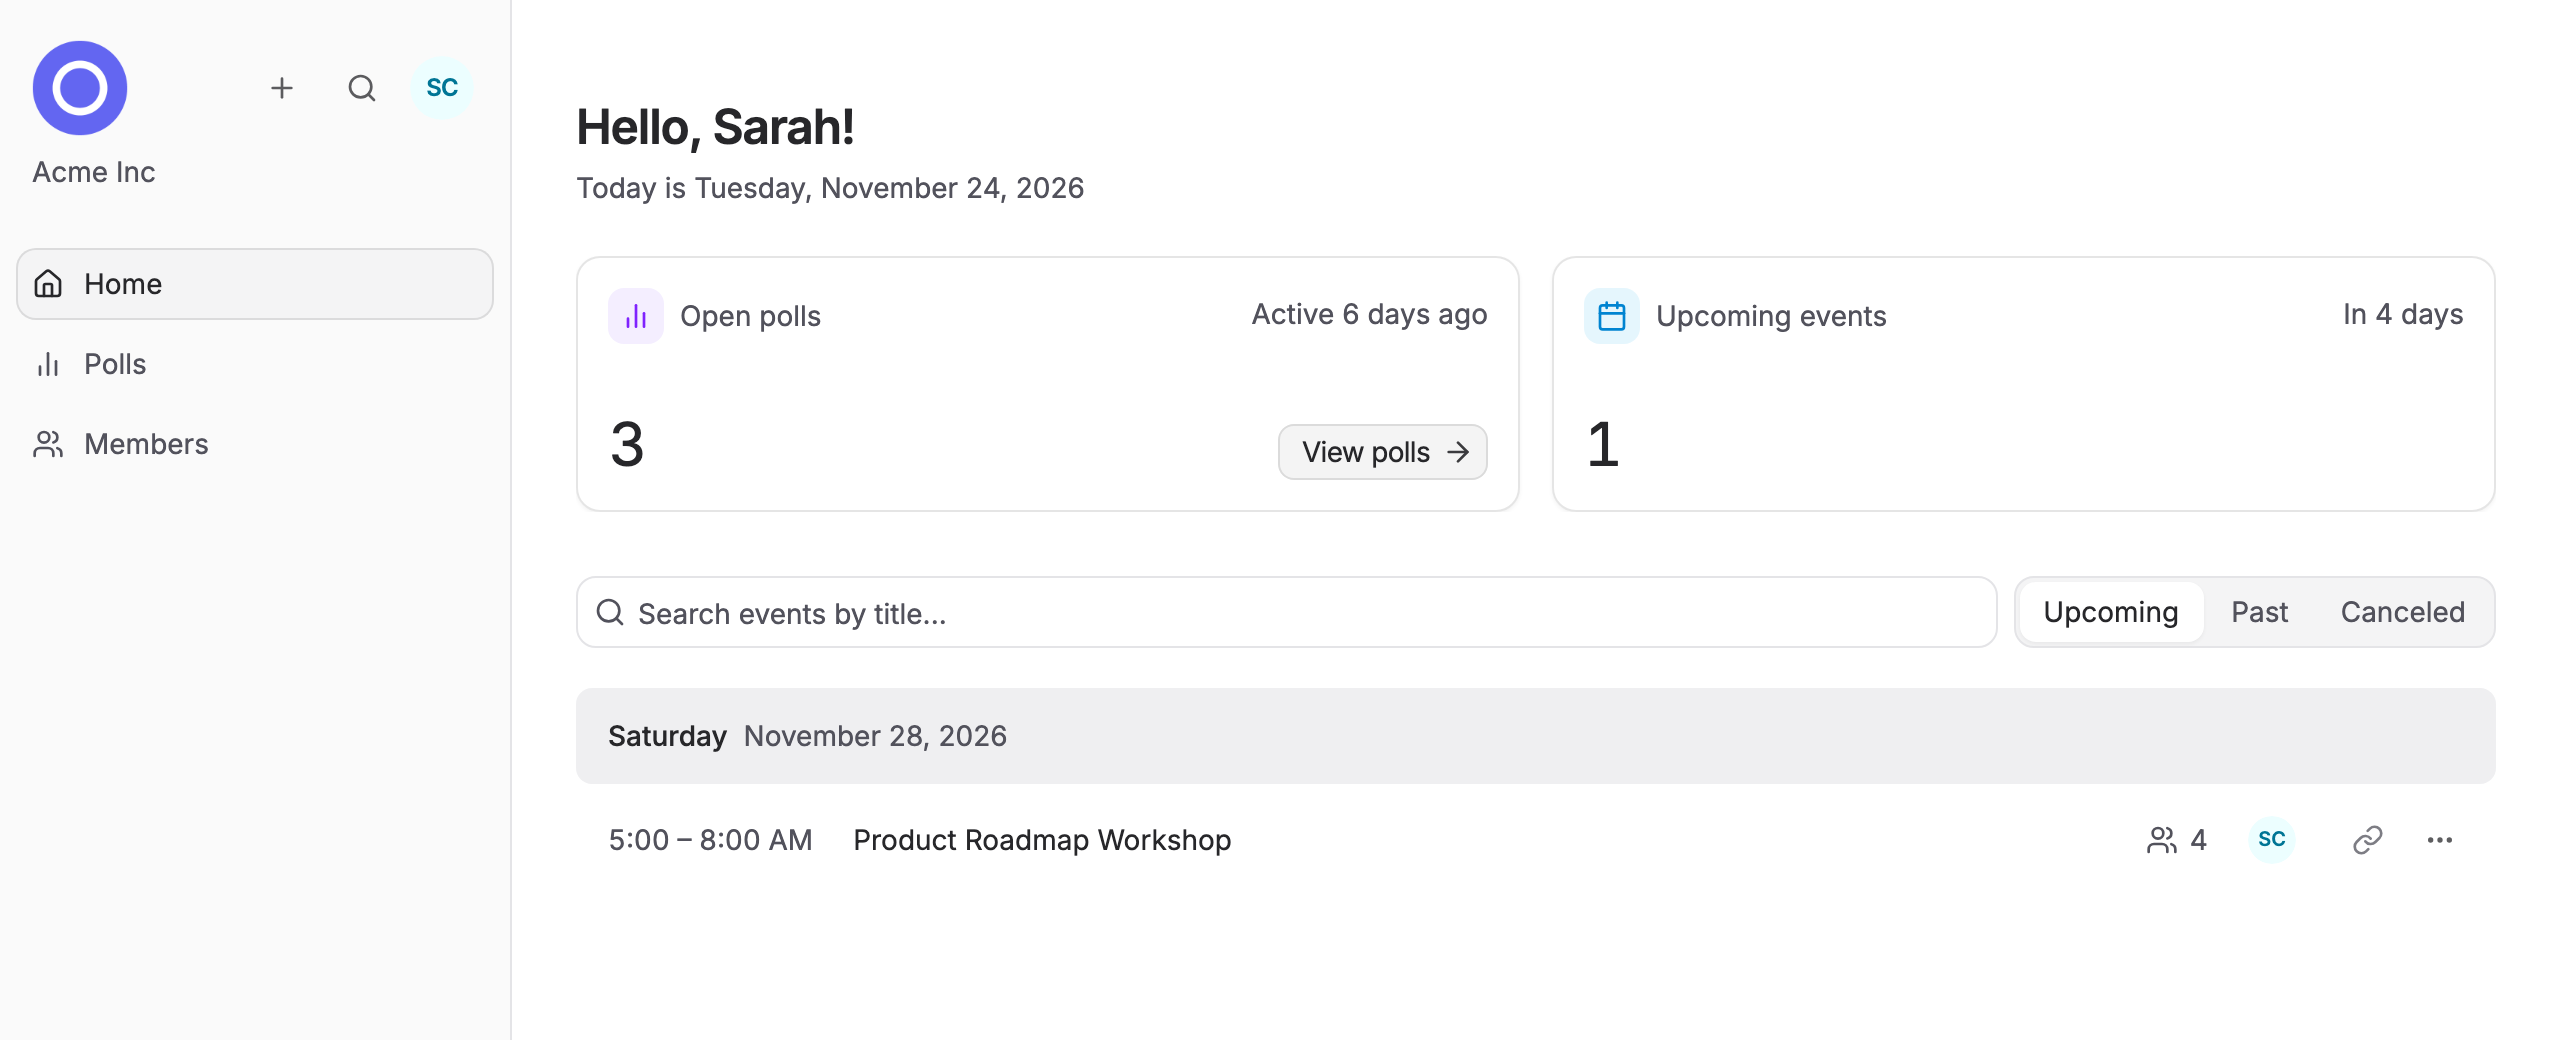 SC
Acme Inc
Home
Polls
Members
Hello, Sarah!
Today is Tuesday, November 24, 2026
Open polls
Active 6 days ago
3
View polls
Upcoming events
In 4 days
1
Search events by title...
Upcoming
Past
Canceled
Saturday November 28, 2026
5:00 – 8:00 AM Product Roadmap Workshop 4 SC